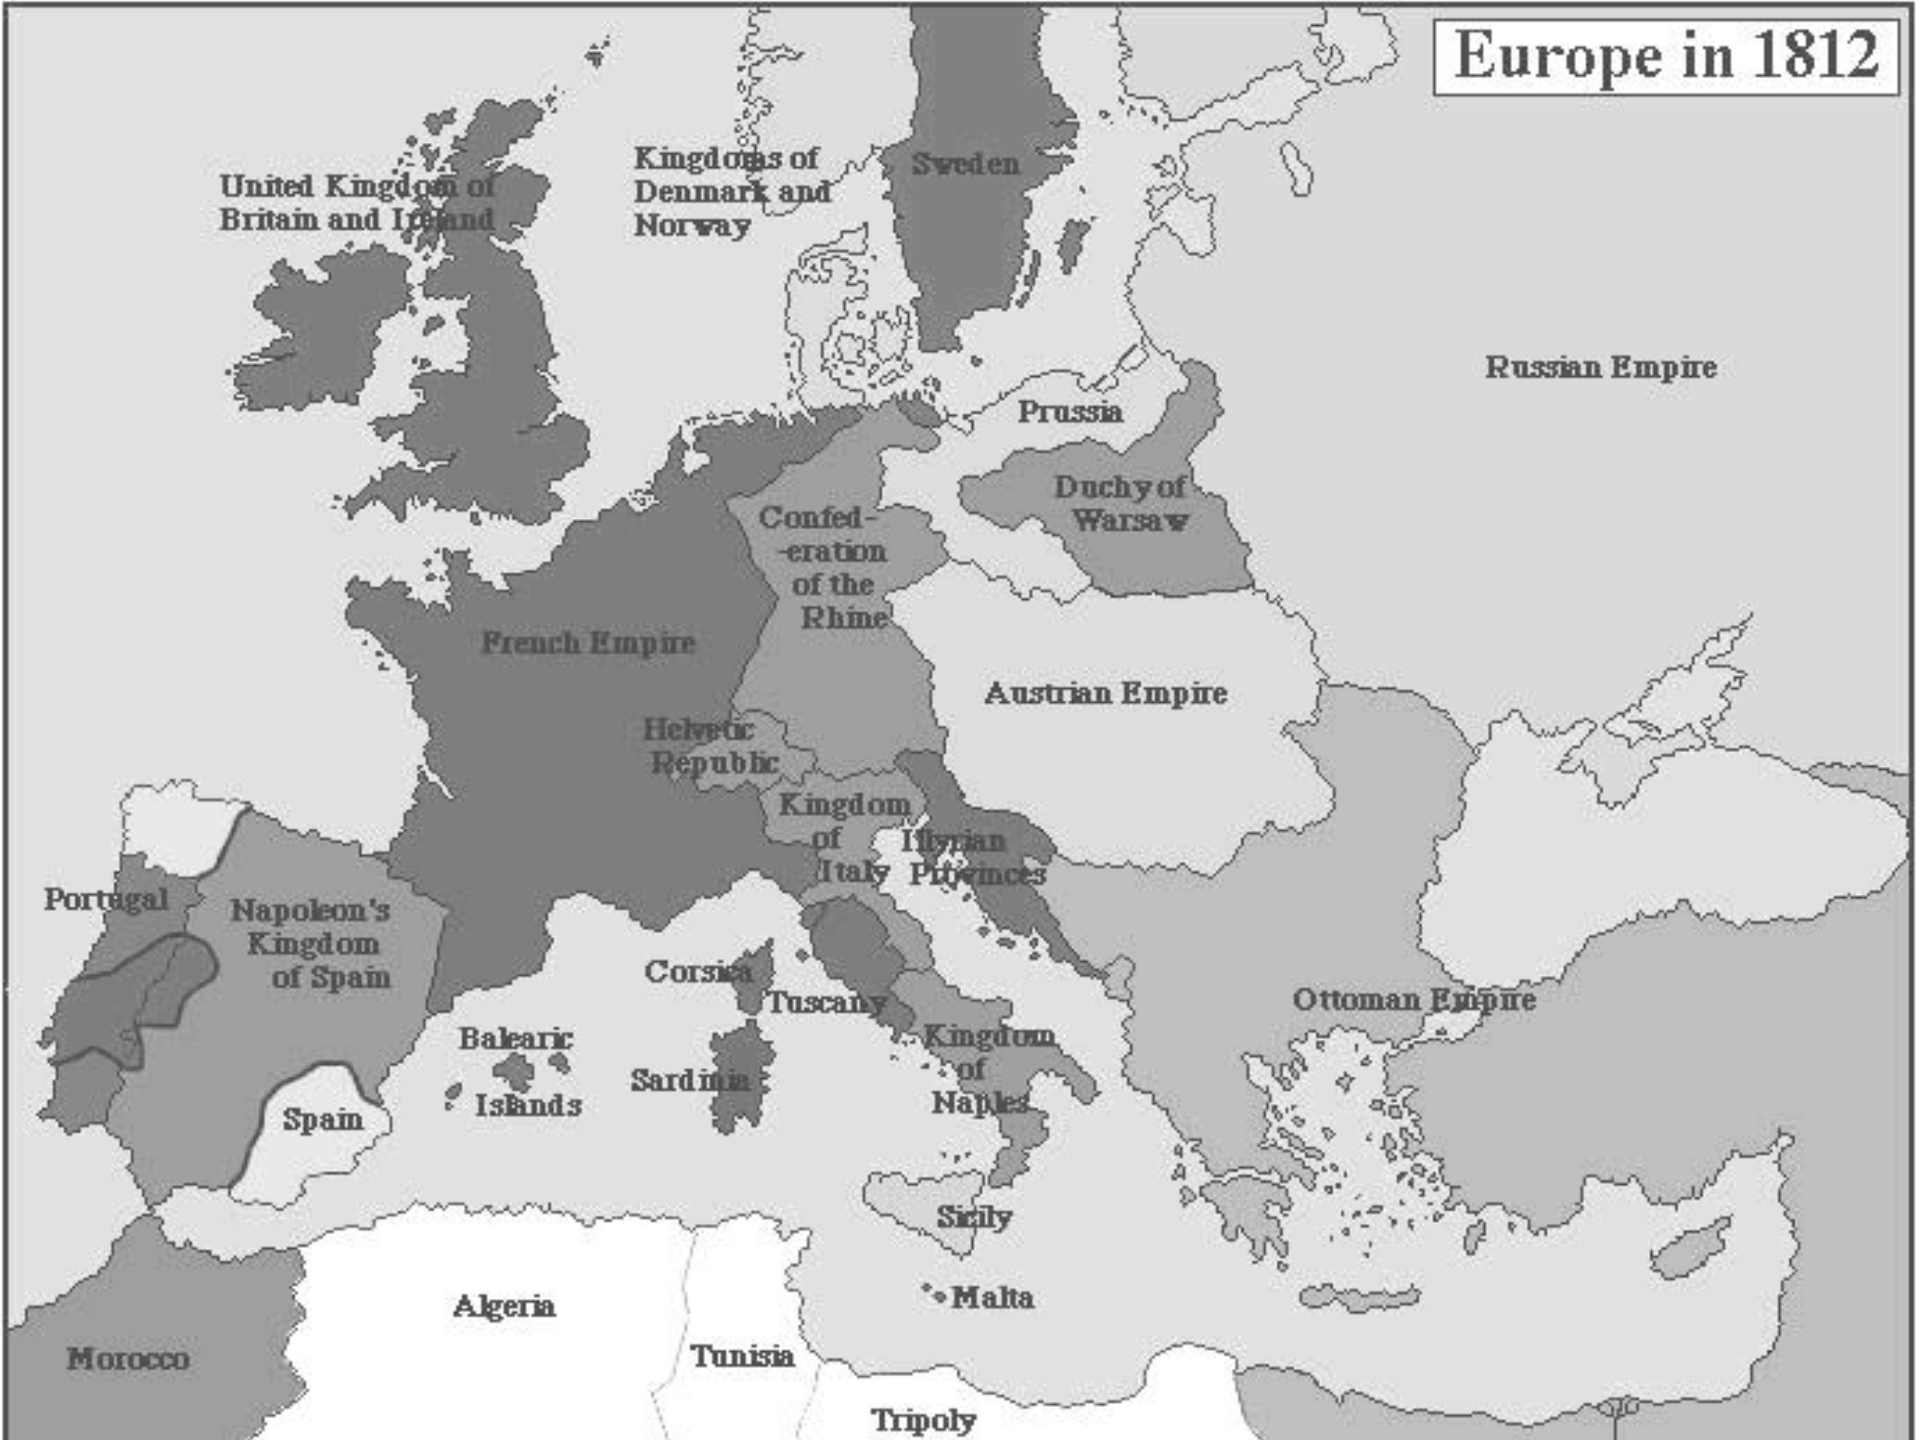 Europe in 1812
United Kingdom of
Britain and Ireland
Kingdoms of
Denmark and
Norway
Sweden
Russian Empire
Prussia
Duchy of
Warsaw
Confed-
-eration
of the
Rhine
French Empire
Austrian Empire
Helvetic
Republic
Kingdom
of
Italy
Illyrian
Provinces
Portugal
Napoleon's
Kingdom
of Spain
Corsica
Tuscany
Ottoman Empire
Balearic
Islands
Sardinia
Kingdom
of
Naples
Spain
Sicily
Malta
Algeria
Morocco
Tunisia
Tripoly